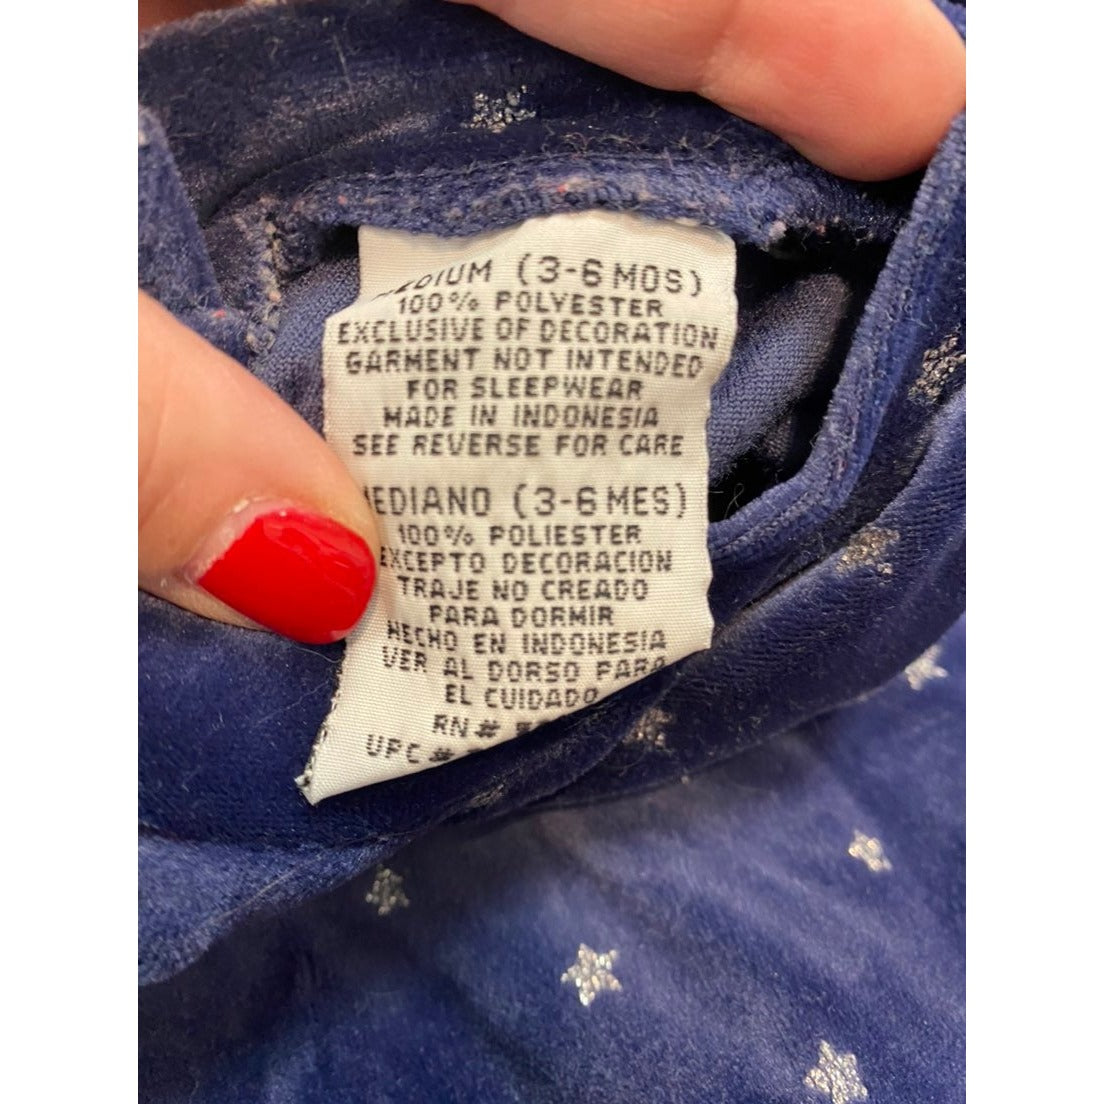 MEDIUM (3-6 MOS)
100% POLYESTER
EXCLUSIVE OF DECORATION
GARMENT NOT INTENDED
FOR SLEEPWEAR
MADE IN INDONESIA
SEE REVERSE FOR CARE
MEDIANO (3-6 MES)
100% POLIESTER
EXCEPTO DECORACION
TRAJE NO CREADO
PARA DORMIR
HECHO EN INDONESIA
VER AL DORSO PARA
EL CUIDADO
RN #
UPC #